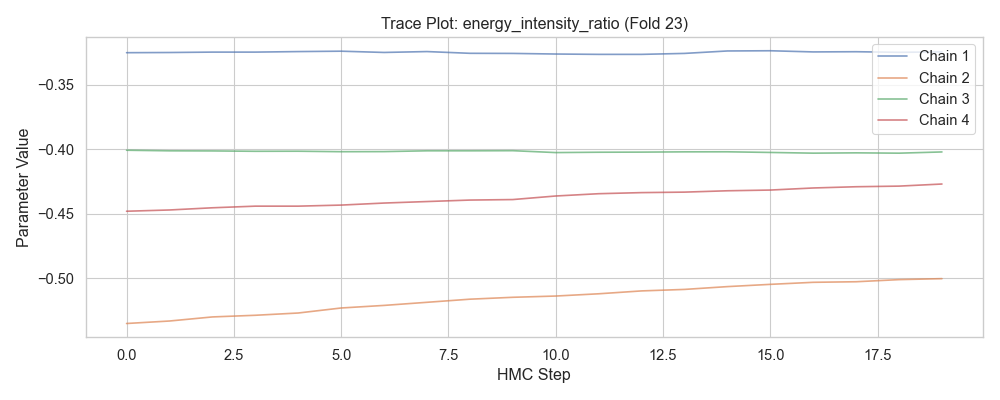 Trace Plot: energy_intensity_ratio (Fold 23)
Chain 1
Chain 2
Chain 3
Chain 4
−0.35
−0.40
−0.45
−0.50
Parameter Value
0.0 2.5 5.0 7.5 10.0 12.5 15.0 17.5
HMC Step